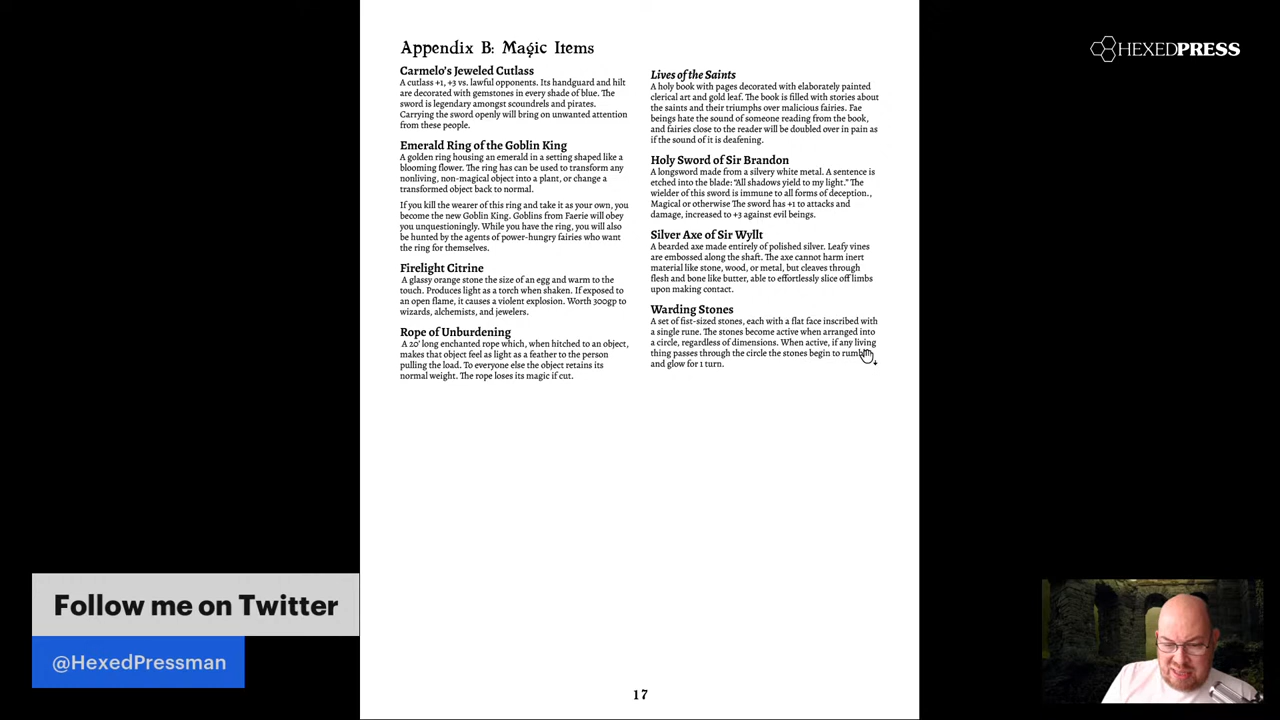 Appendix B: Magic Items
Carmelo's Jeweled Cutlass
A cutlass +1, +3 vs. lawful opponents. Its handguard and hilt
are decorated with gemstones in every shade of blue. The
sword is legendary amongst scoundrels and pirates.
Carrying the sword openly will bring on unwanted attention
from these people.
Emerald Ring of the Goblin King
A golden ring housing an emerald in a setting shaped like a
blooming flower. The ring has can be used to transform any
nonliving, non-magical object into a plant, or change a
transformed object back to normal.
If you kill the wearer of this ring and take it as your own, you
become the new Goblin King. Goblins from Faerie will obey
you unquestioningly. While you have the ring, you will also
be hunted by the agents of power-hungry fairies who want
the ring for themselves.
Firelight Citrine
A glassy orange stone the size of an egg and warm to the
touch. Produces light as a torch when shaken. If exposed to
an open flame, it causes a violent explosion. Worth 300gp to
wizards, alchemists, and jewelers.
Rope of Unburdening
A 20' long enchanted rope which, when hitched to an object,
makes that object feel as light as a feather to the person
pulling the load. To everyone else the object retains its
normal weight. The rope loses its magic if cut.
Lives of the Saints
A holy book with pages decorated with elaborately painted
clerical art and gold leaf. The book is filled with stories about
the saints and their triumphs over malicious fairies. Fae
beings hate the sound of someone reading from the book,
and fairies close to the reader will be doubled over in pain as
if the sound of it is deafening.
Holy Sword of Sir Brandon
A longsword made from a silvery white metal. A sentence is
etched into the blade: "All shadows yield to my light." The
wielder of this sword is immune to all forms of deception.,
Magical or otherwise The sword has +1 to attacks and
damage, increased to +3 against evil beings.
Silver Axe of Sir Wyllt
A bearded axe made entirely of polished silver. Leafy vines
are embossed along the shaft. The axe cannot harm inert
material like stone, wood, or metal, but cleaves through
flesh and bone like butter, able to effortlessly slice off limbs
upon making contact.
Warding Stones
A set of fist-sized stones, each with a flat face inscribed with
a single rune. The stones become active when arranged into
a circle, regardless of dimensions. When active, if any living
thing passes through the circle the stones begin to
and glow for 1 turn.
17
HEXEDPRESS
Follow me on Twitter
@HexedPressman